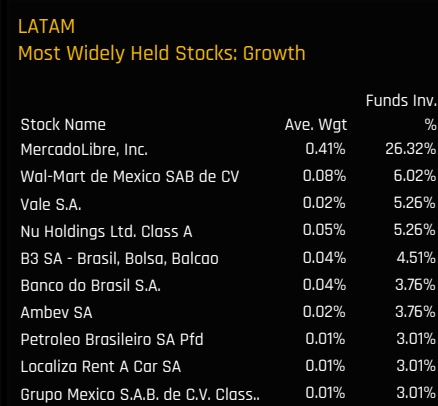 LATAM
Most Widely Held Stocks: Growth
Funds Inv.
Stock Name Ave. Wgt %
MercadoLibre, Inc. 0.41% 26.32%
Wal-Mart de Mexico SAB de CV 0.08% 6.02%
Vale S.A. 0.02% 5.26%
Nu Holdings Ltd. Class A 0.05% 5.26%
B3 SA - Brasil, Bolsa, Balcao 0.04% 4.51%
Banco do Brasil S.A. 0.04% 3.76%
Ambev SA 0.02% 3.76%
Petroleo Brasileiro SA Pfd 0.01% 3.01%
Localiza Rent A Car SA 0.01% 3.01%
Grupo Mexico S.A.B. de C.V. Class.. 0.01% 3.01%